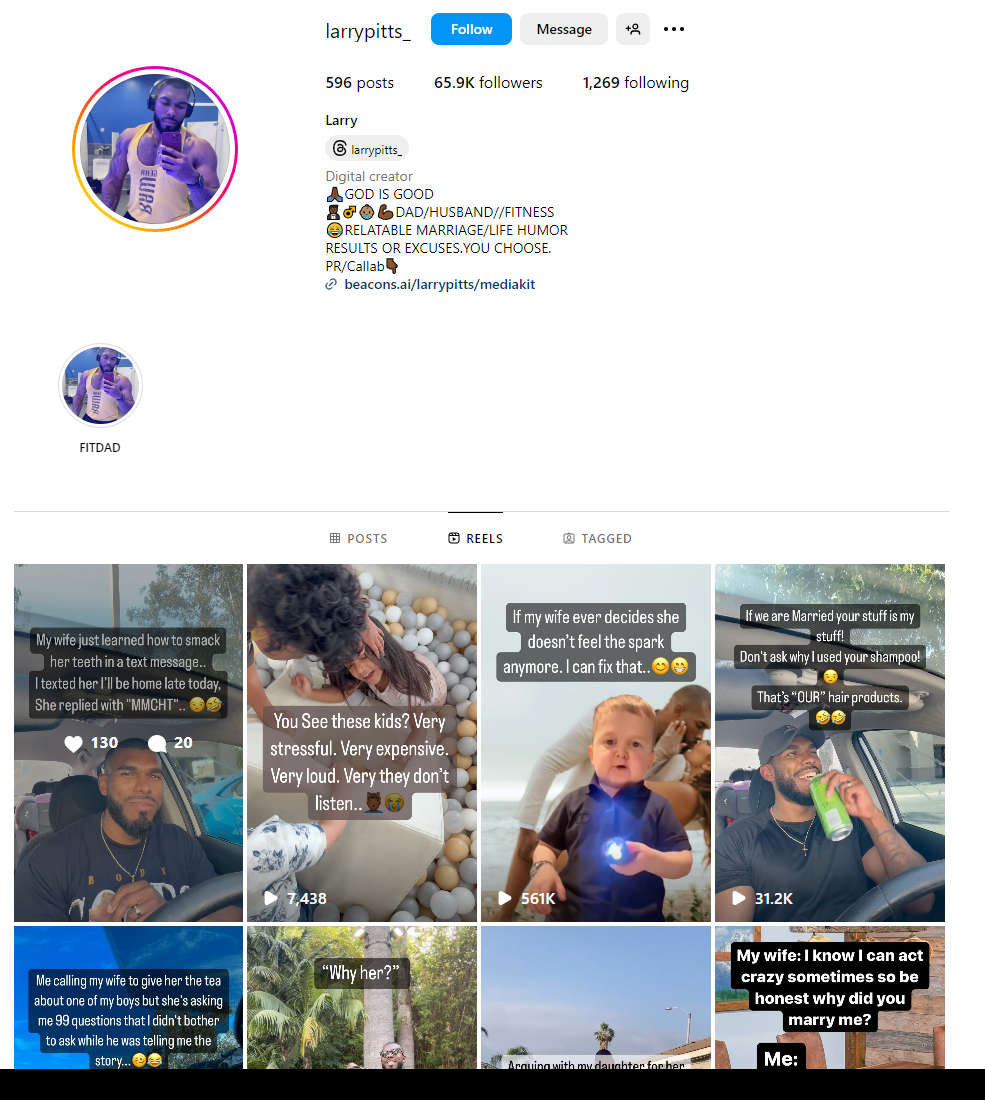 larrypitts_
Follow
Message
596 posts
65.9K followers
1,269 following
Larry
larrypitts_
Digital creator
🙏🏾GOD IS GOOD
DAD/HUSBAND//FITNESS
😂RELATABLE MARRIAGE/LIFE HUMOR
RESULTS OR EXCUSES.YOU CHOOSE.
PR/Callab👇🏿
beacons.ai/larrypitts/mediakit
FITDAD
POSTS
REELS
TAGGED
My wife just learned how to smack
her teeth in a text message..
I texted her I'll be home late today,
She replied with "MMCHT".. 😏🤣
130
20
You See these kids? Very
stressful. Very expensive.
Very loud. Very they don't
listen..🤦🏾‍♂️😭
7,438
If my wife ever decides she
doesn't feel the spark
anymore. I can fix that..😊😁
561K
If we are Married your stuff is my
stuff!
Don't ask why I used your shampoo!
😏
That's “OUR” hair products.
🤣🤣
31.2K
Me calling my wife to give her the tea
about one of my boys but she's asking
me 99 questions that I didn't bother
to ask while he was telling me the
story...🥴😂
“Why her?”
Arguing with my daughter for her
My wife: I know I can act
crazy sometimes so be
honest why did you
marry me?
Me: